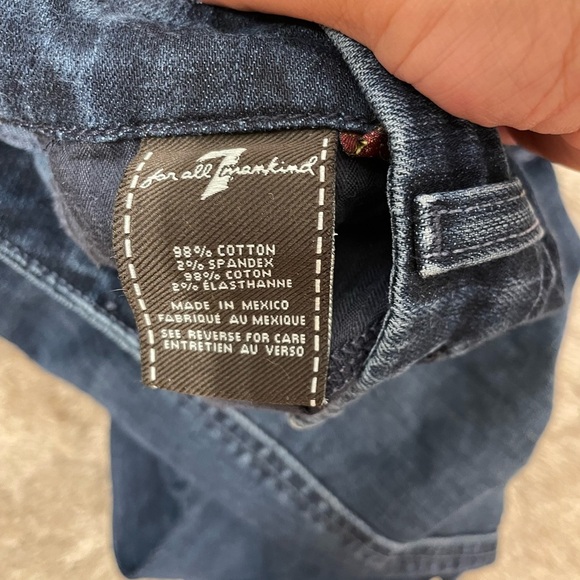 for all 7 mankind
98% COTTON
2% SPANDEX
98% COTON
2% ÉLASTHANNE
MADE IN MEXICO
FABRIQUÉ AU MEXIQUE
SEE REVERSE FOR CARE
ENTRETIEN AU VERSO